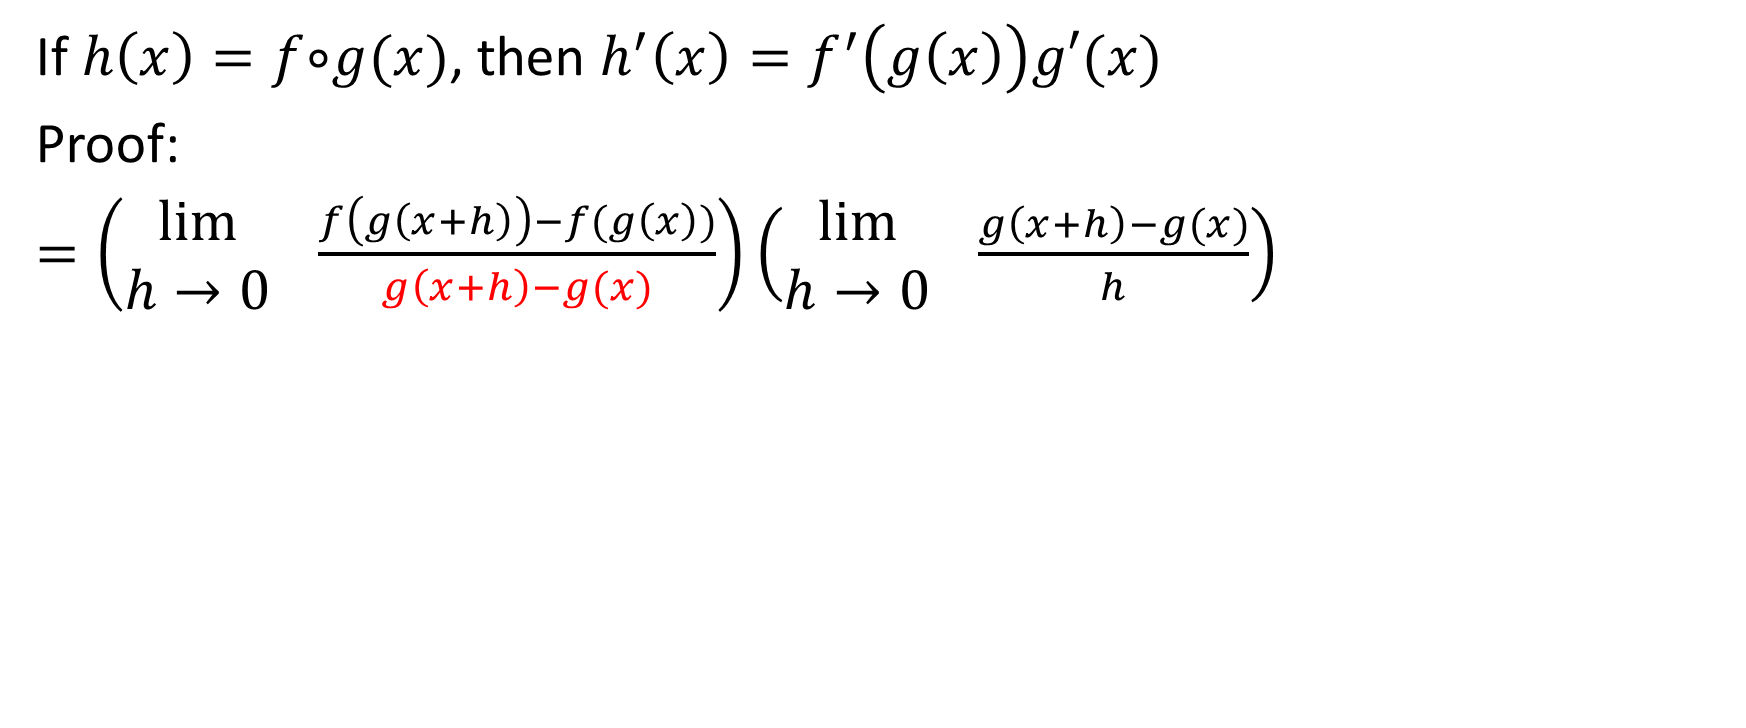 If ℎ(𝑥) = 𝑓∘𝑔(𝑥), then ℎ′(𝑥) = 𝑓′(𝑔(𝑥))𝑔′(𝑥)
Proof:
= (lim ℎ → 0 (𝑓(𝑔(𝑥+ℎ))−𝑓(𝑔(𝑥)))/(𝑔(𝑥+ℎ)−𝑔(𝑥))) (lim ℎ → 0 (𝑔(𝑥+ℎ)−𝑔(𝑥))/ℎ)